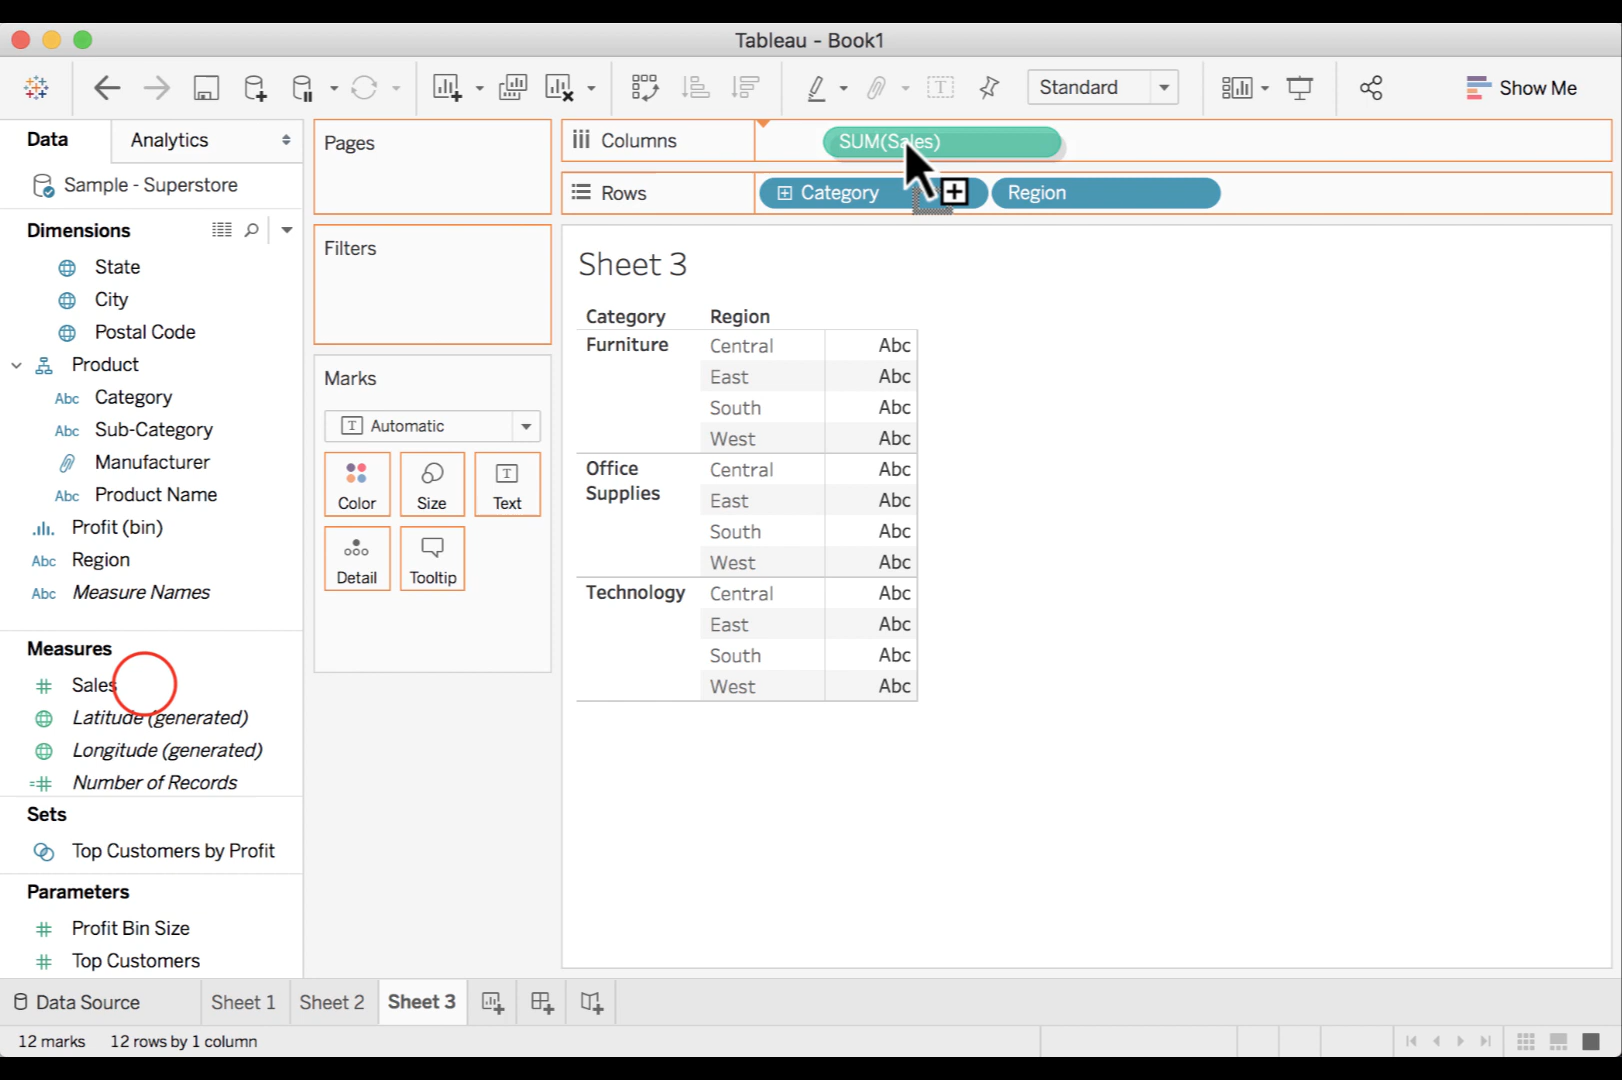 Tableau - Book1
Standard
Show Me
Data
Analytics
Sample - Superstore
Dimensions
State
City
Postal Code
Product
Abc Category
Abc Sub-Category
Manufacturer
Abc Product Name
Profit (bin)
Abc Region
Abc Measure Names
Measures
Sales
Latitude (generated)
Longitude (generated)
Number of Records
Sets
Top Customers by Profit
Parameters
Profit Bin Size
Top Customers
Pages
Filters
Marks
Automatic
Color
Size
Text
Detail
Tooltip
Columns
SUM(Sales)
Rows
Category
Region
Sheet 3
Category Region
Furniture Central Abc
East Abc
South Abc
West Abc
Office Supplies Central Abc
East Abc
South Abc
West Abc
Technology Central Abc
East Abc
South Abc
West Abc
Data Source
Sheet 1
Sheet 2
Sheet 3
12 marks
12 rows by 1 column